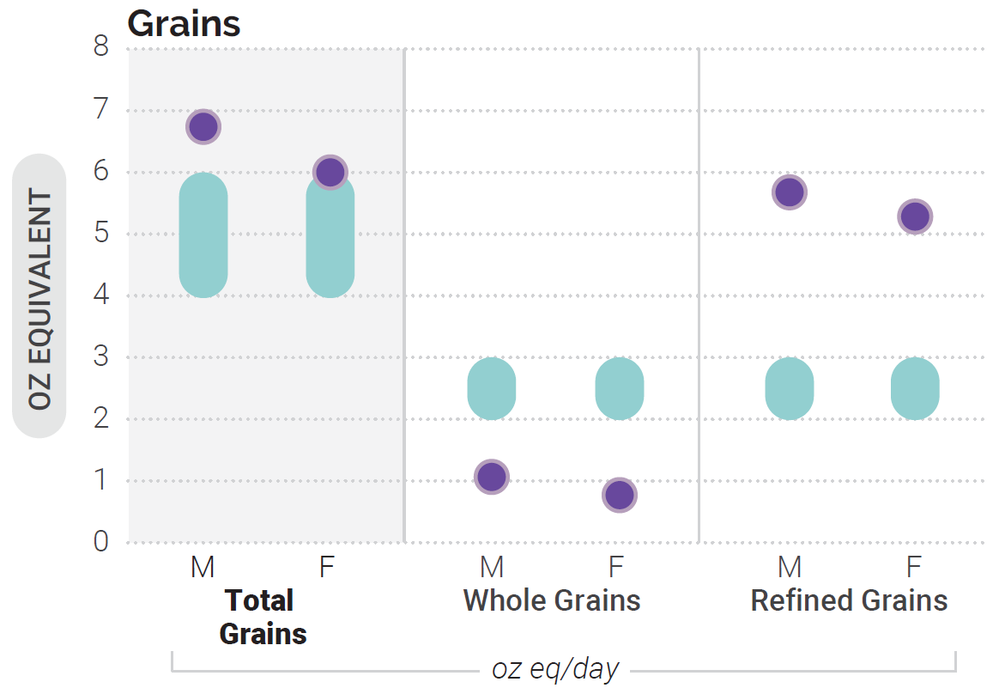 Grains
8
7
6
5
4
3
2
1
0
OZ EQUIVALENT
M F M F M F
Total Grains
Whole Grains
Refined Grains
oz eq/day